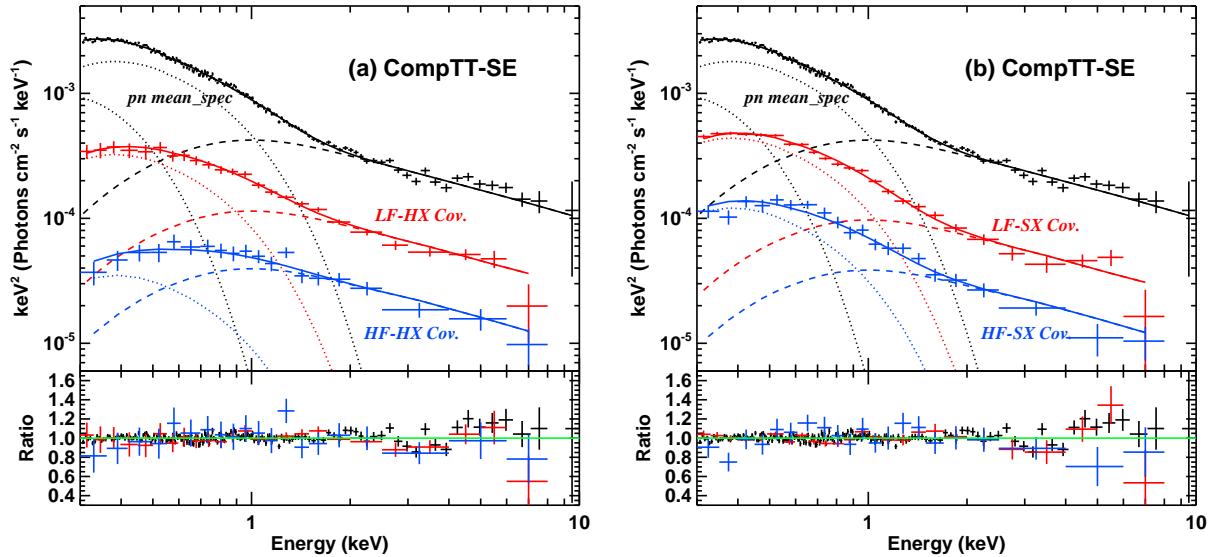 (a) CompTT-SE
pn mean_spec
LF-HX Cov.
HF-HX Cov.
keV² (Photons cm⁻² s⁻¹ keV⁻¹)
10⁻³
10⁻⁴
10⁻⁵
Ratio
1.6
1.4
1.2
1.0
0.8
0.6
0.4
1
10
Energy (keV)
(b) CompTT-SE
pn mean_spec
LF-SX Cov.
HF-SX Cov.
keV² (Photons cm⁻² s⁻¹ keV⁻¹)
10⁻³
10⁻⁴
10⁻⁵
Ratio
1.6
1.4
1.2
1.0
0.8
0.6
0.4
1
10
Energy (keV)